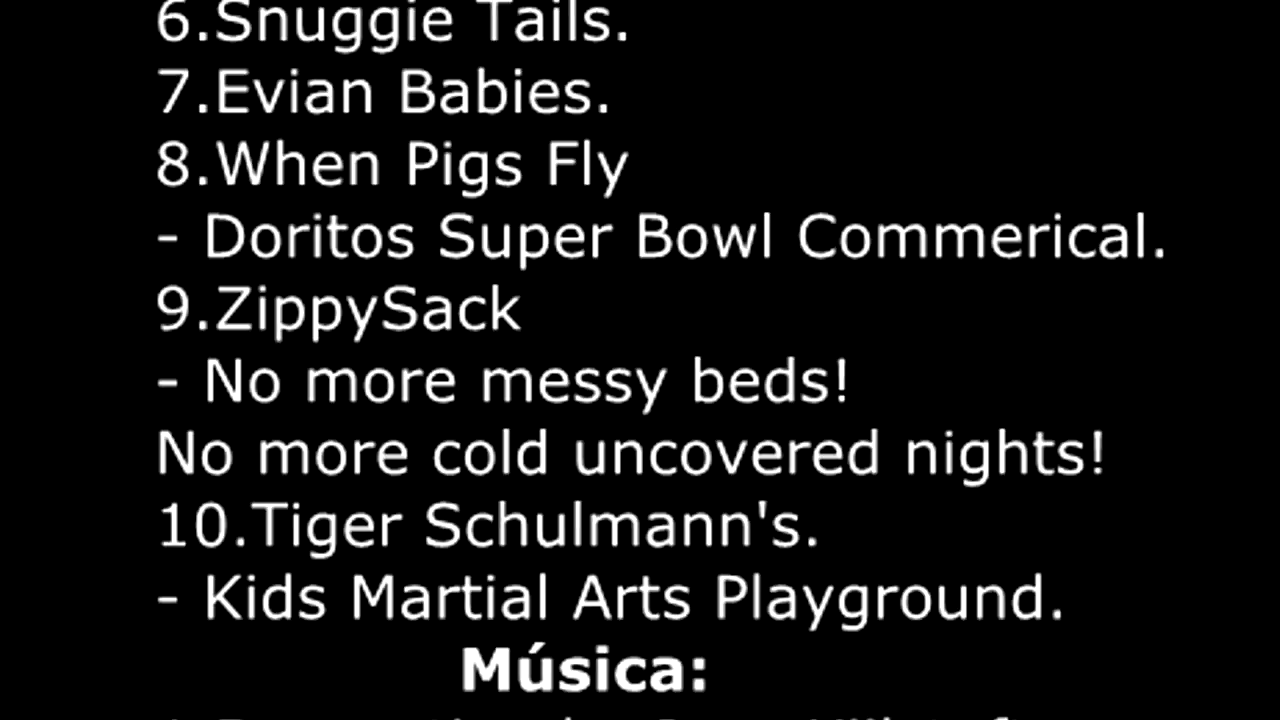 6.Snuggie Tails.
7.Evian Babies.
8.When Pigs Fly
- Doritos Super Bowl Commerical.
9.ZippySack
- No more messy beds!
No more cold uncovered nights!
10.Tiger Schulmann's.
- Kids Martial Arts Playground.
Música: